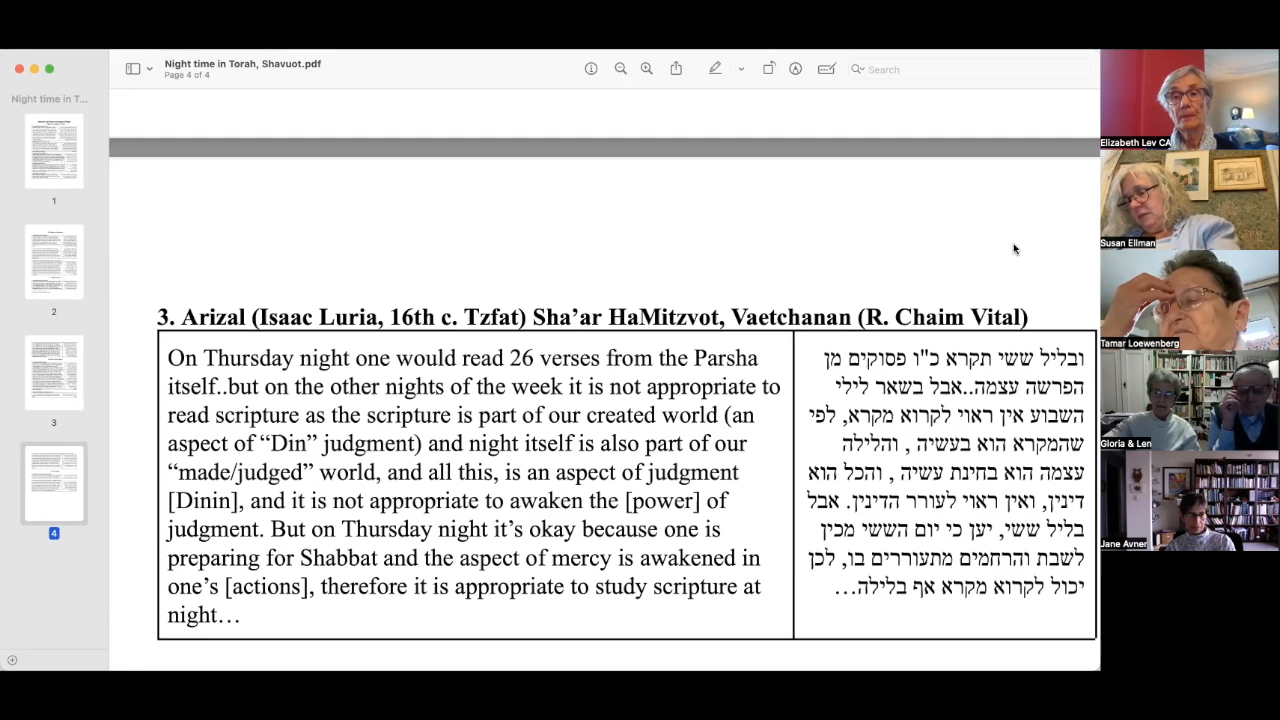 Night time in Torah, Shavuot.pdf
Page 4 of 4
Search
Night time in T...
1
2
3
4
3. Arizal (Isaac Luria, 16th c. Tzfat) Sha’ar HaMitzvot, Vaetchanan (R. Chaim Vital)
On Thursday night one would read 26 verses from the Parsha
itself..but on the other nights of the week it is not appropriate to
read scripture as the scripture is part of our created world (an
aspect of “Din” judgment) and night itself is also part of our
“made/judged” world, and all this, is an aspect of judgment
[Dinin], and it is not appropriate to awaken the [power] of
judgment. But on Thursday night it’s okay because one is
preparing for Shabbat and the aspect of mercy is awakened in
one’s [actions], therefore it is appropriate to study scripture at
night…
ובליל ששי תקרא כ"ו פסוקים מן
הפרשה עצמה..אבל בשאר לילי
השבוע אין ראוי לקרוא מקרא, לפי
שהמקרא הוא בעשיה , והלילה
עצמה הוא בחינת עשיה , והכל הוא
דינין, ואין ראוי לעורר הדינין. אבל
בליל ששי, יען כי יום הששי מכין
לשבת והרחמים מתעוררים בו, לכן
יכול לקרוא מקרא אף בלילה…
Elizabeth Lev CA
Susan Ellman
Tamar Loewenberg
Gloria & Len
Jane Avner